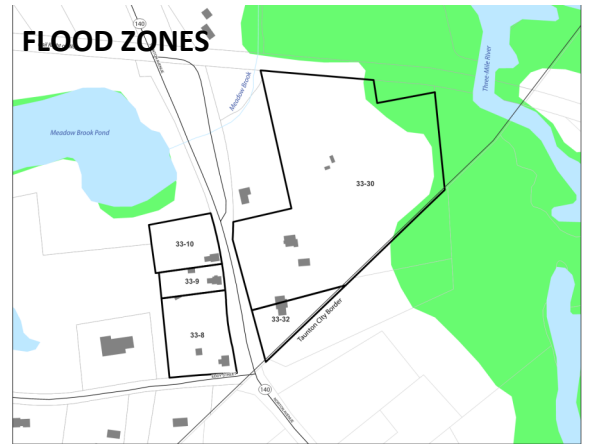 140
FLOOD ZONES
Meadow Brook
Three-Mile River
Meadow Brook Pond
33-30
33-10
33-9
33-32
Taunton City Border
33-8
140